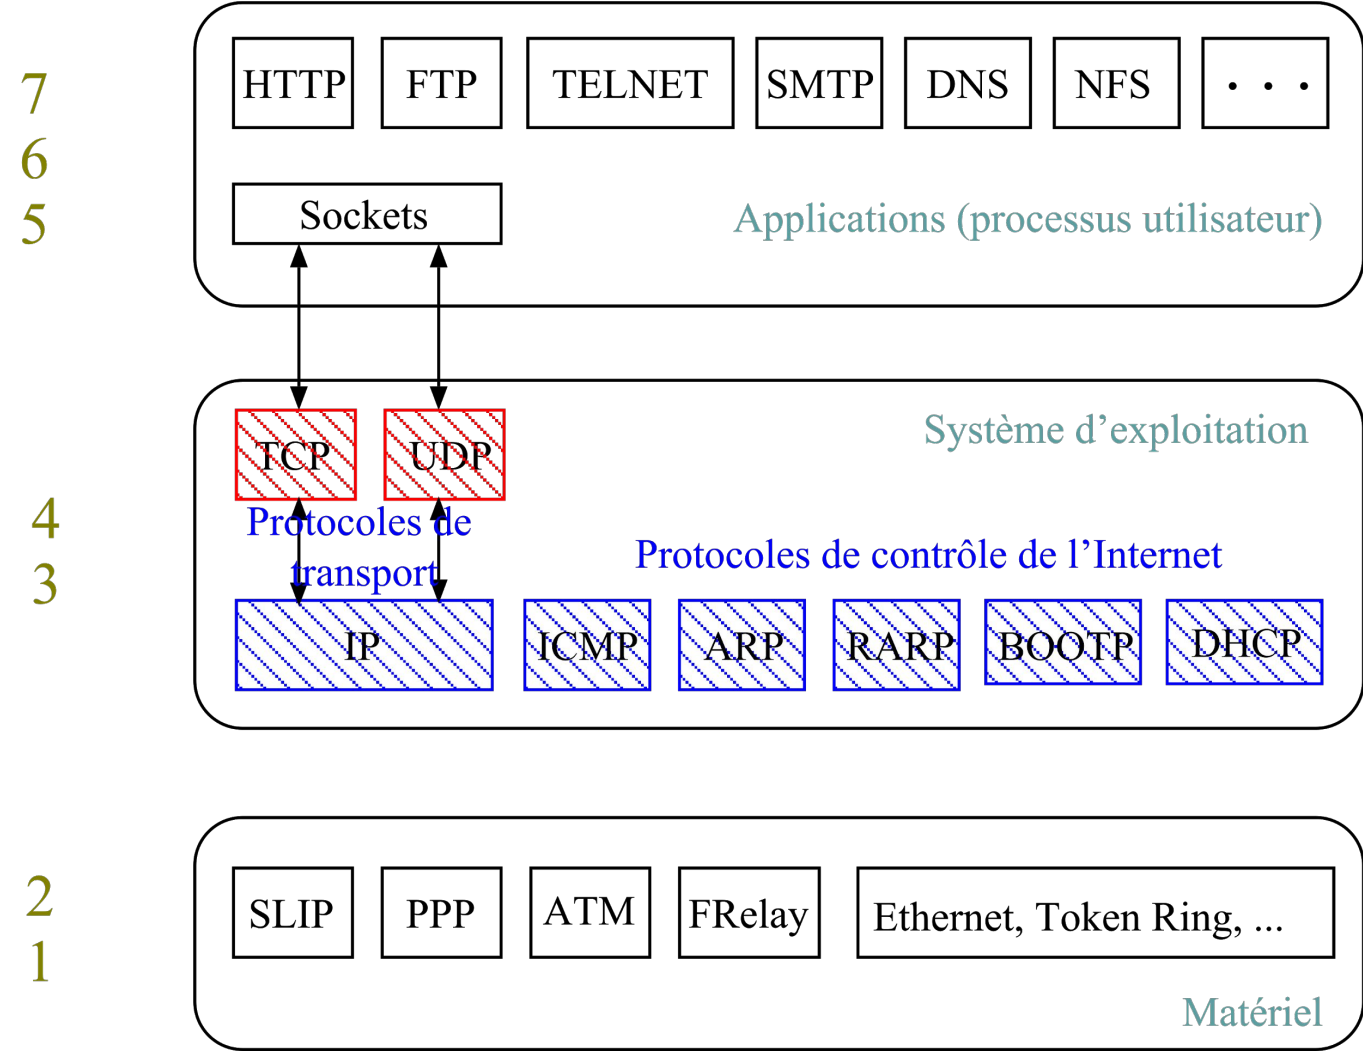 7
HTTP FTP TELNET SMTP DNS NFS . . .
6
5
Sockets
Applications (processus utilisateur)
Système d’exploitation
TCP UDP
4
Protocoles de
transport
Protocoles de contrôle de l’Internet
3
IP ICMP ARP RARP BOOTP DHCP
2
SLIP PPP ATM FRelay Ethernet, Token Ring, ...
1
Matériel